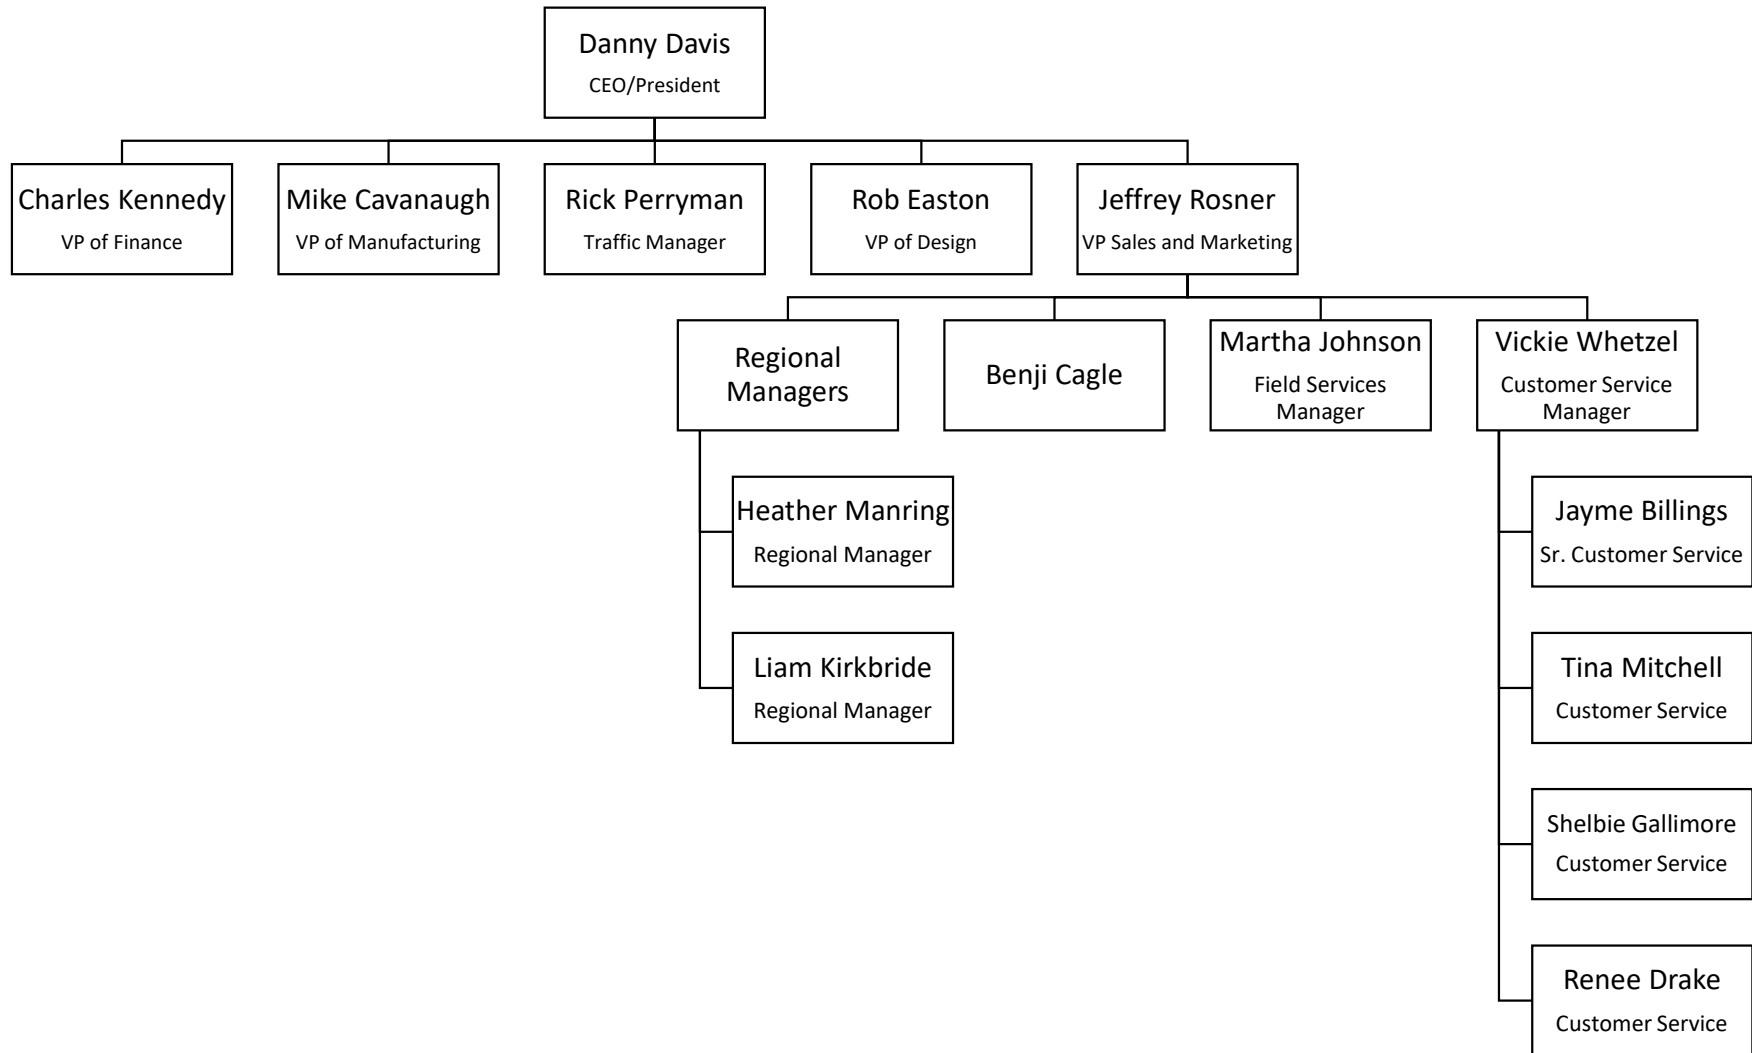 Danny Davis
CEO/President
Charles Kennedy
VP of Finance
Mike Cavanaugh
VP of Manufacturing
Rick Perryman
Traffic Manager
Rob Easton
VP of Design
Jeffrey Rosner
VP Sales and Marketing
Regional
Managers
Benji Cagle
Martha Johnson
Field Services
Manager
Vickie Whetzel
Customer Service
Manager
Heather Manring
Regional Manager
Liam Kirkbride
Regional Manager
Jayme Billings
Sr. Customer Service
Tina Mitchell
Customer Service
Shelbie Gallimore
Customer Service
Renee Drake
Customer Service